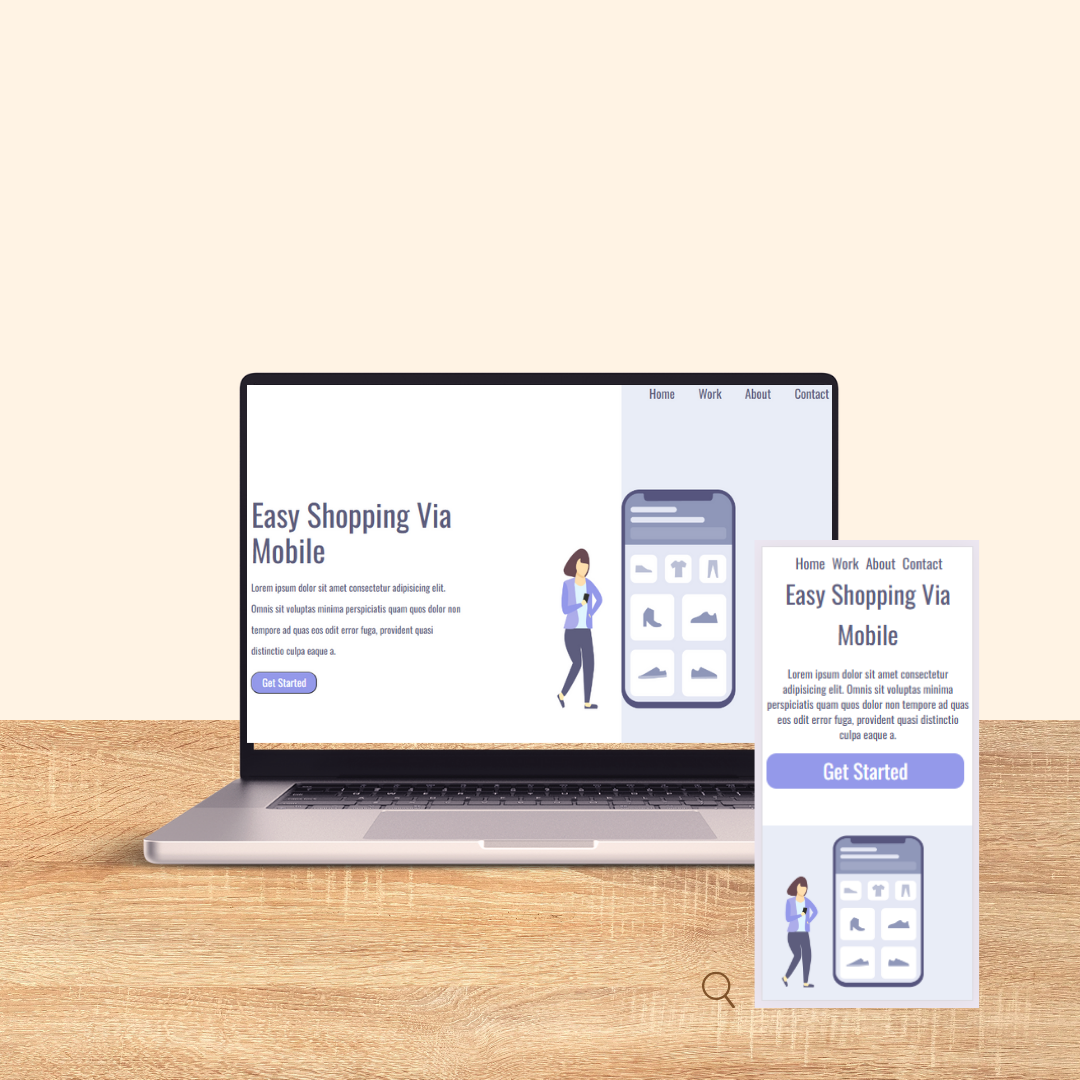 Home Work About Contact
Easy Shopping Via
Mobile
Lorem ipsum dolor sit amet consectetur adipisicing elit.
Omnis sit voluptas minima perspiciatis quam quos dolor non
tempore ad quas eos odit error fuga, provident quasi
distinctio culpa eaque a.
Get Started
Home Work About Contact
Easy Shopping Via
Mobile
Lorem ipsum dolor sit amet consectetur
adipisicing elit. Omnis sit voluptas minima
perspiciatis quam quos dolor non tempore ad quas
eos odit error fuga, provident quasi distinctio
culpa eaque a.
Get Started